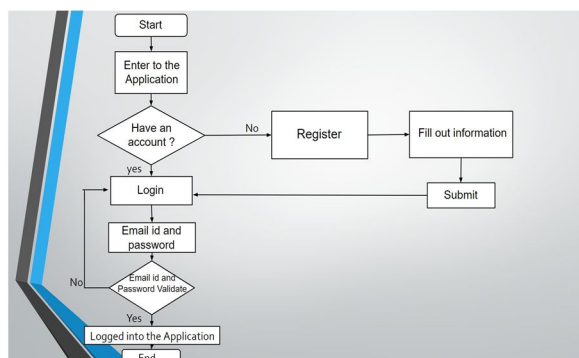 Start
Enter to the
Application
Have an
account ?
No
Register
Fill out information
yes
Login
Submit
Email id and
password
Email id and
Password Validate
No
Yes
Logged into the Application
End